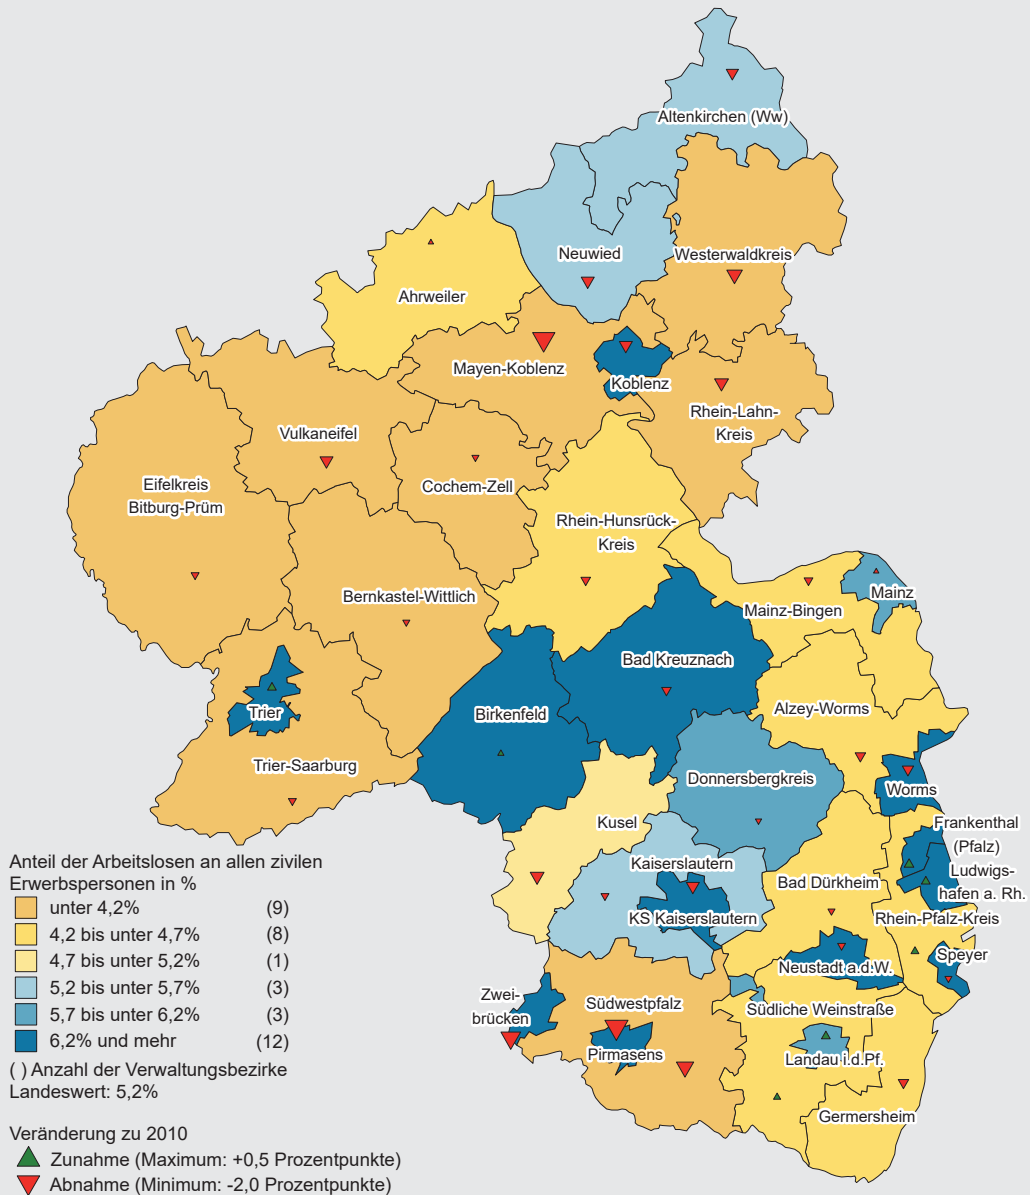 Altenkirchen (Ww)
Neuwied
Westerwaldkreis
Ahrweiler
Mayen-Koblenz
Koblenz
Rhein-Lahn-
Kreis
Vulkaneifel
Cochem-Zell
Eifelkreis
Bitburg-Prüm
Rhein-Hunsrück-
Kreis
Bernkastel-Wittlich
Mainz
Mainz-Bingen
Bad Kreuznach
Trier
Birkenfeld
Alzey-Worms
Trier-Saarburg
Donnersbergkreis
Worms
Kusel
Frankenthal
(Pfalz)
Ludwigs-
hafen a. Rh.
Kaiserslautern
Bad Dürkheim
KS Kaiserslautern
Rhein-Pfalz-Kreis
Speyer
Neustadt a.d.W.
Zwei-
brücken
Südwestpfalz
Pirmasens
Südliche Weinstraße
Landau i.d.Pf.
Germersheim
Anteil der Arbeitslosen an allen zivilen
Erwerbspersonen in %
unter 4,2% (9)
4,2 bis unter 4,7% (8)
4,7 bis unter 5,2% (1)
5,2 bis unter 5,7% (3)
5,7 bis unter 6,2% (3)
6,2% und mehr (12)
( ) Anzahl der Verwaltungsbezirke
Landeswert: 5,2%
Veränderung zu 2010
Zunahme (Maximum: +0,5 Prozentpunkte)
Abnahme (Minimum: -2,0 Prozentpunkte)